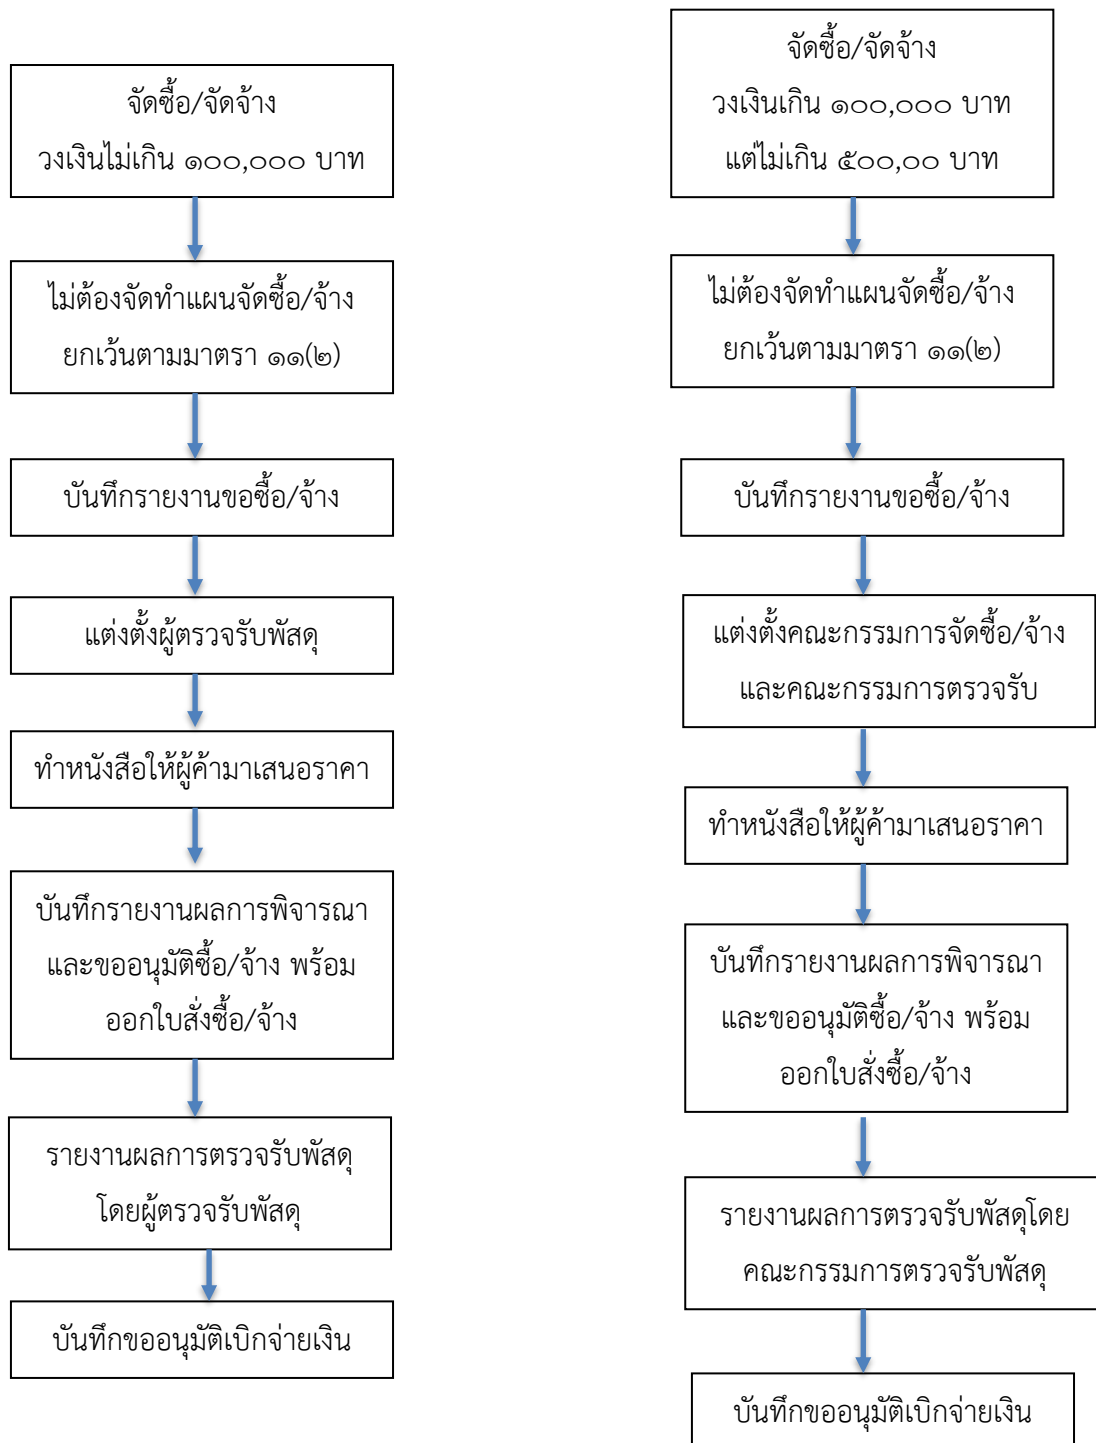 จัดซื้อ/จัดจ้าง
วงเงินไม่เกิน ๑๐๐,๐๐๐ บาท
ไม่ต้องจัดทำแผนจัดซื้อ/จ้าง
ยกเว้นตามมาตรา ๑๑(๒)
บันทึกรายงานขอซื้อ/จ้าง
แต่งตั้งผู้ตรวจรับพัสดุ
ทำหนังสือให้ผู้ค้ามาเสนอราคา
บันทึกรายงานผลการพิจารณา
และขออนุมัติซื้อ/จ้าง พร้อม
ออกใบสั่งซื้อ/จ้าง
รายงานผลการตรวจรับพัสดุ
โดยผู้ตรวจรับพัสดุ
บันทึกขออนุมัติเบิกจ่ายเงิน
จัดซื้อ/จัดจ้าง
วงเงินเกิน ๑๐๐,๐๐๐ บาท
แต่ไม่เกิน ๕๐๐,๐๐ บาท
ไม่ต้องจัดทำแผนจัดซื้อ/จ้าง
ยกเว้นตามมาตรา ๑๑(๒)
บันทึกรายงานขอซื้อ/จ้าง
แต่งตั้งคณะกรรมการจัดซื้อ/จ้าง
และคณะกรรมการตรวจรับ
ทำหนังสือให้ผู้ค้ามาเสนอราคา
บันทึกรายงานผลการพิจารณา
และขออนุมัติซื้อ/จ้าง พร้อม
ออกใบสั่งซื้อ/จ้าง
รายงานผลการตรวจรับพัสดุโดย
คณะกรรมการตรวจรับพัสดุ
บันทึกขออนุมัติเบิกจ่ายเงิน